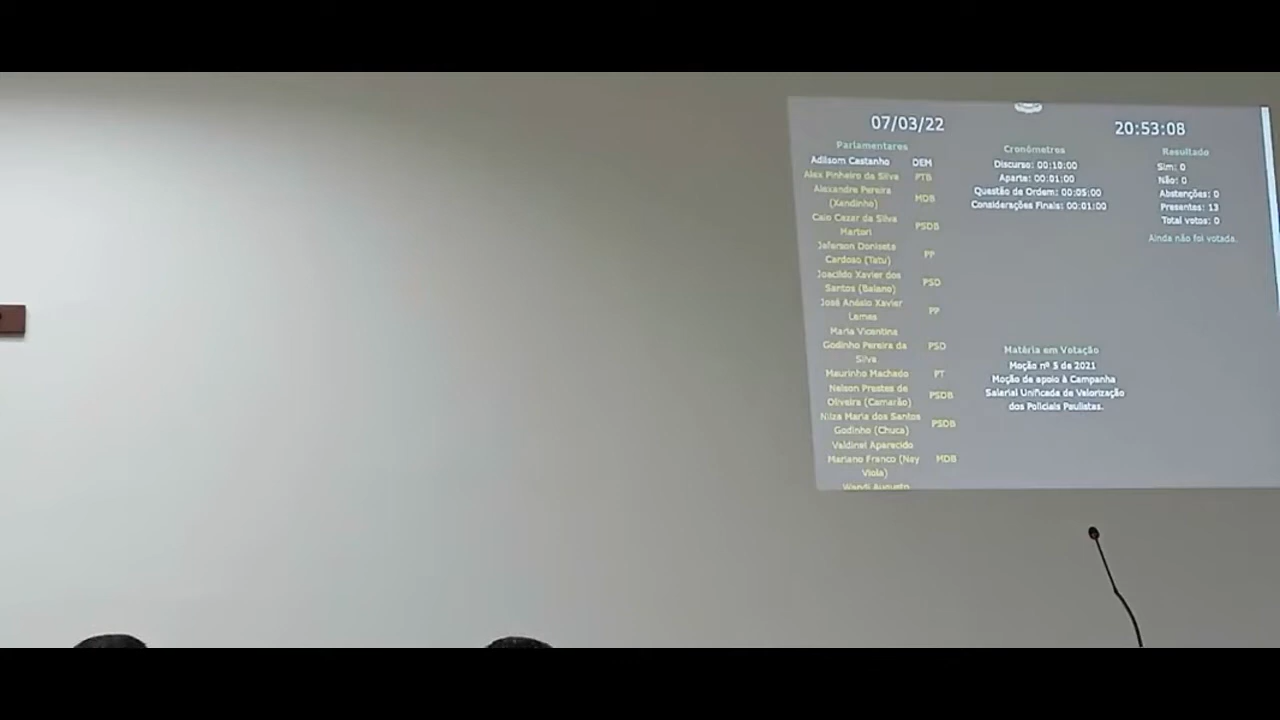 07/03/22
20:53:08
Parlamentares
Adilsom Castanho DEM
Alex Pinheiro da Silva PTB
Alexandre Pereira
(Xandinho) MDB
Caio Cezar da Silva
Martori PSDB
Jeferson Donisete
Cardoso (Tatu) PP
Joacildo Xavier dos
Santos (Baiano) PSD
José Anésio Xavier
Lemes PP
Maria Vicentina
Godinho Pereira da
Silva PSD
Maurinho Machado PT
Nelson Prestes de
Oliveira (Camarão) PSDB
Nilza Maria dos Santos
Godinho (Chuca) PSDB
Valdinei Aparecido
Mariano Franco (Ney
Viola) MDB
Wandi Augusto
Cronômetros
Discurso: 00:10:00
Aparte: 00:01:00
Questão de Ordem: 00:05:00
Considerações Finais: 00:01:00
Resultado
Sim: 0
Não: 0
Abstenções: 0
Presentes: 13
Total votos: 0
Ainda não foi votada.
Matéria em Votação
Moção nº 5 de 2021
Moção de apoio à Campanha
Salarial Unificada de Valorização
dos Policiais Paulistas.